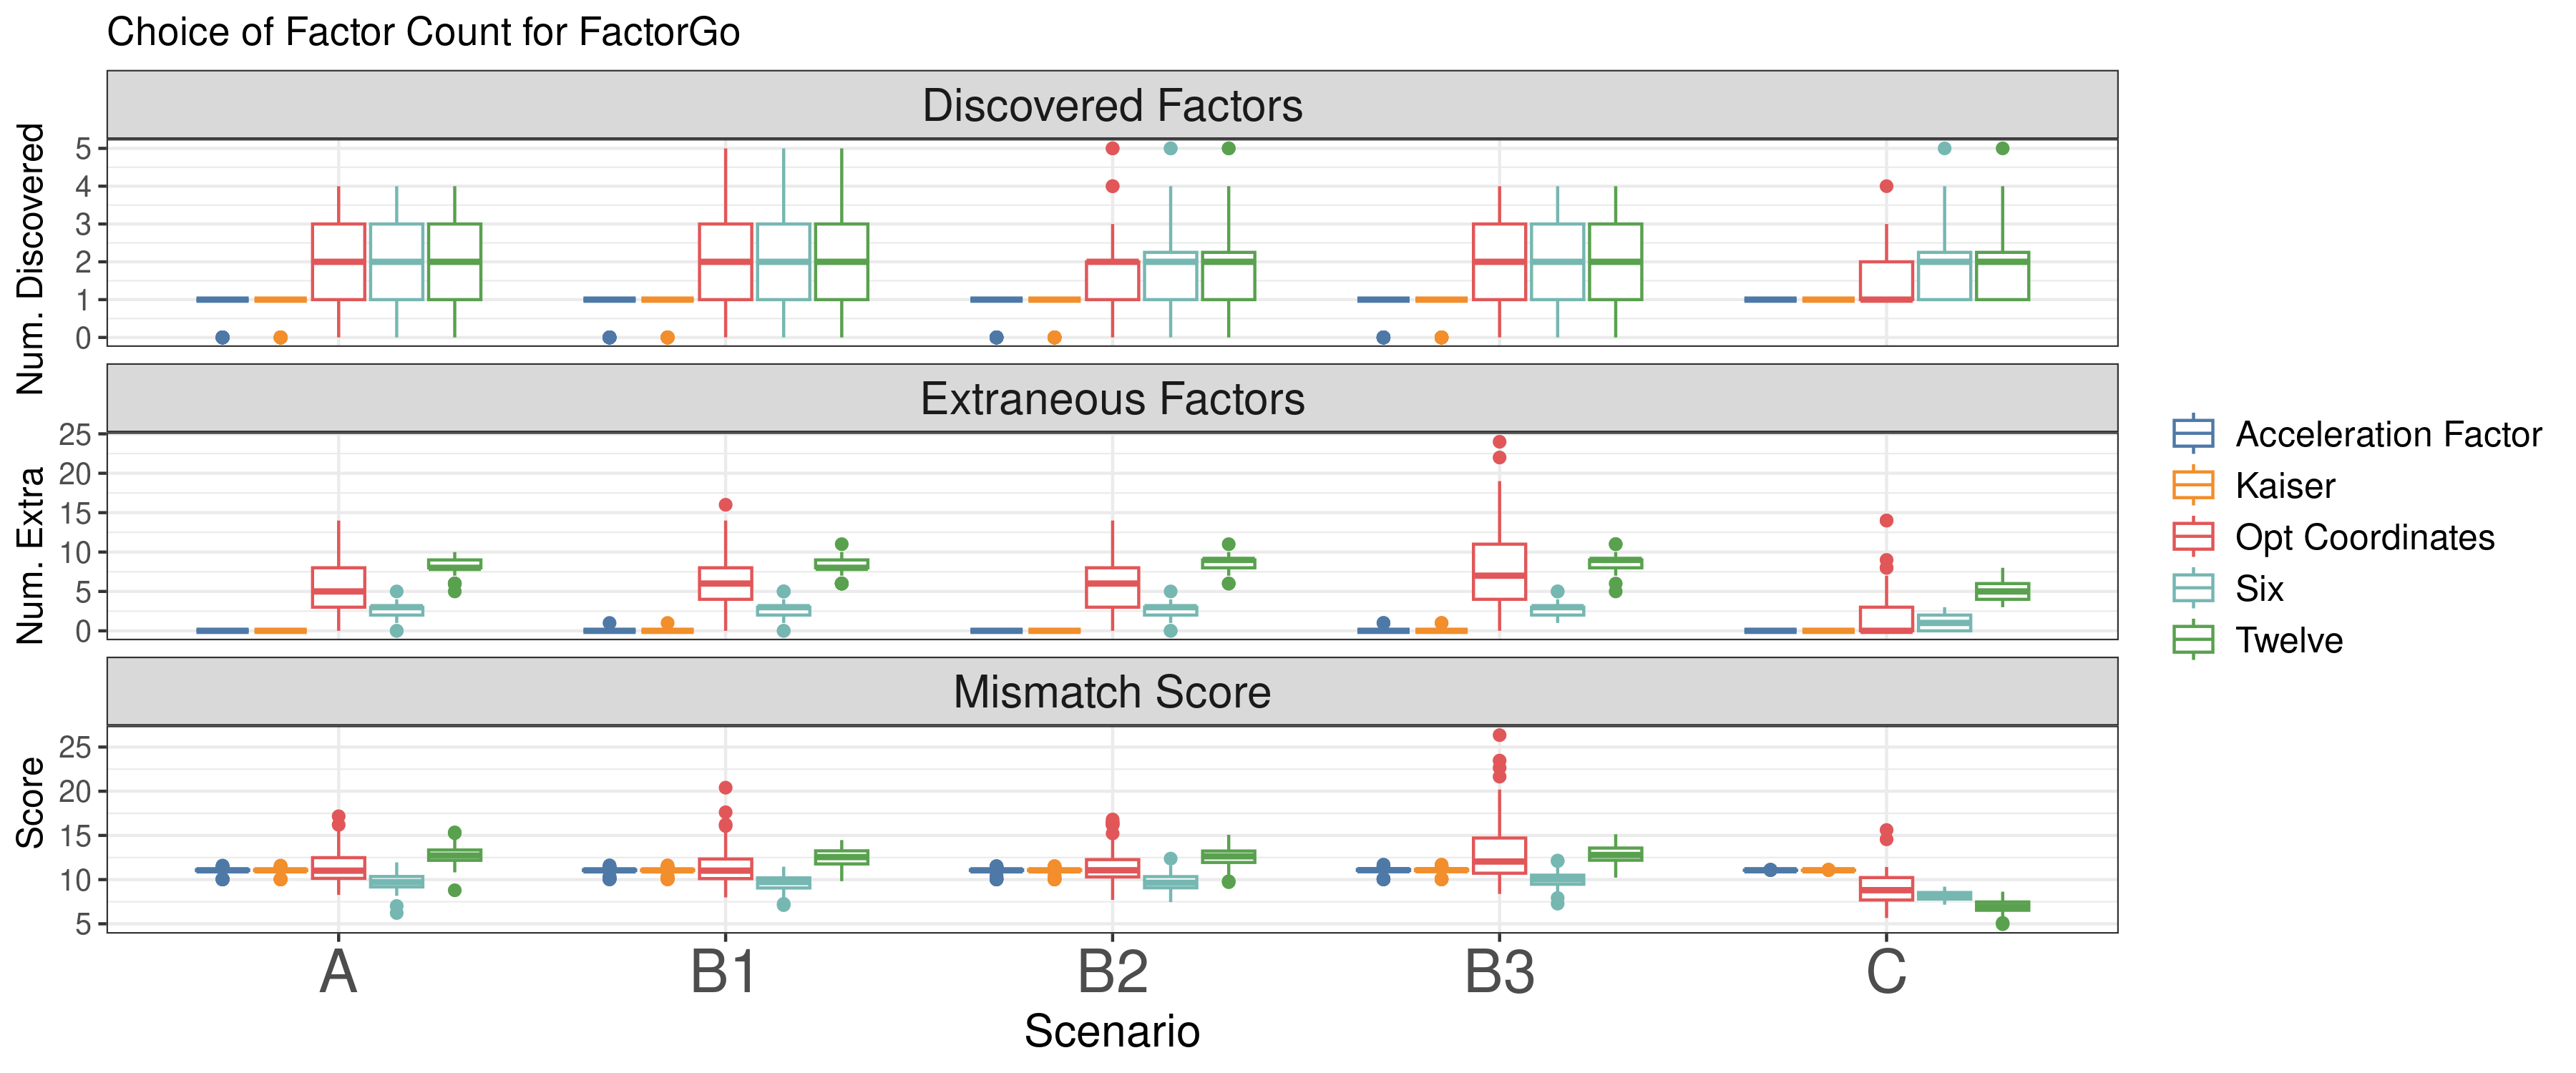 Choice of Factor Count for FactorGo
Discovered Factors
Num. Discovered
5
4
3
2
1
0
Extraneous Factors
Num. Extra
25
20
15
10
5
0
Mismatch Score
Score
25
20
15
10
5
A B1 B2 B3 C
Scenario
Acceleration Factor
Kaiser
Opt Coordinates
Six
Twelve